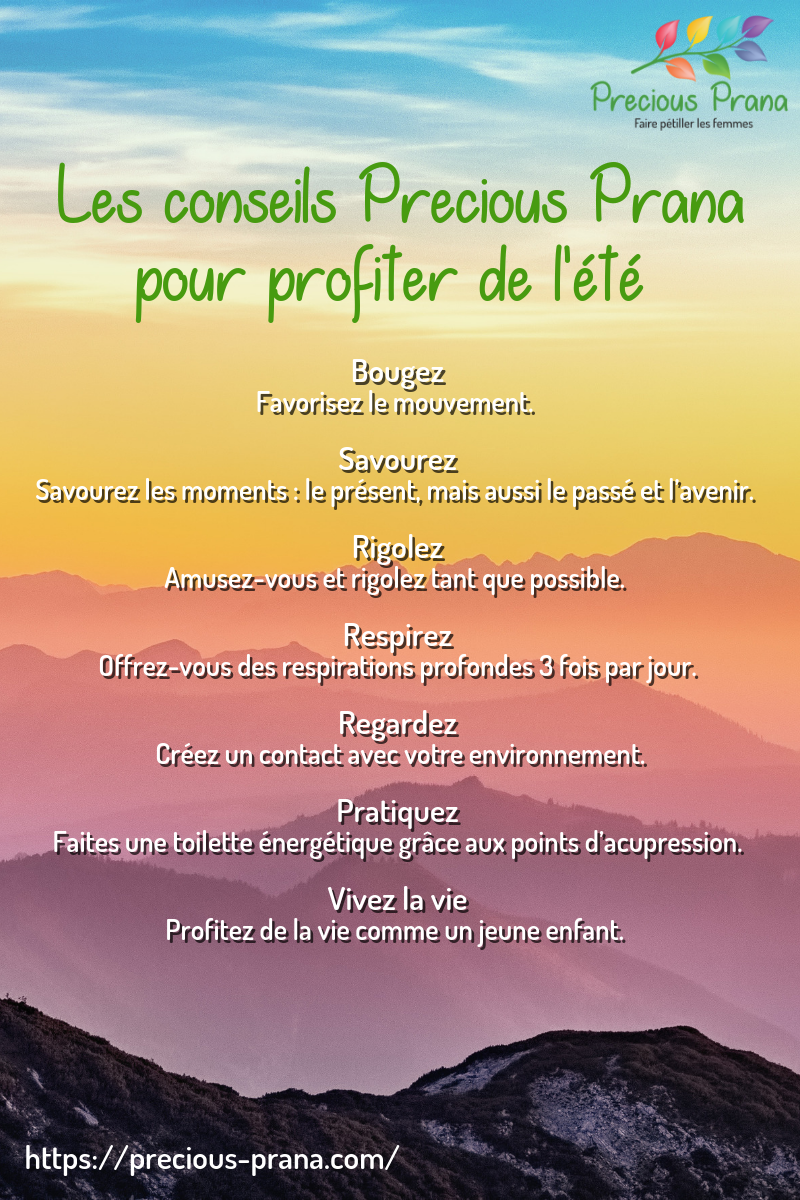 Precious Prana
Faire pétiller les femmes
Les conseils Precious Prana
pour profiter de l'été
Bougez
Favorisez le mouvement.
Savourez
Savourez les moments : le présent, mais aussi le passé et l'avenir.
Rigolez
Amusez-vous et rigolez tant que possible.
Respirez
Offrez-vous des respirations profondes 3 fois par jour.
Regardez
Créez un contact avec votre environnement.
Pratiquez
Faites une toilette énergétique grâce aux points d’acupression.
Vivez la vie
Profitez de la vie comme un jeune enfant.
https://precious-prana.com/